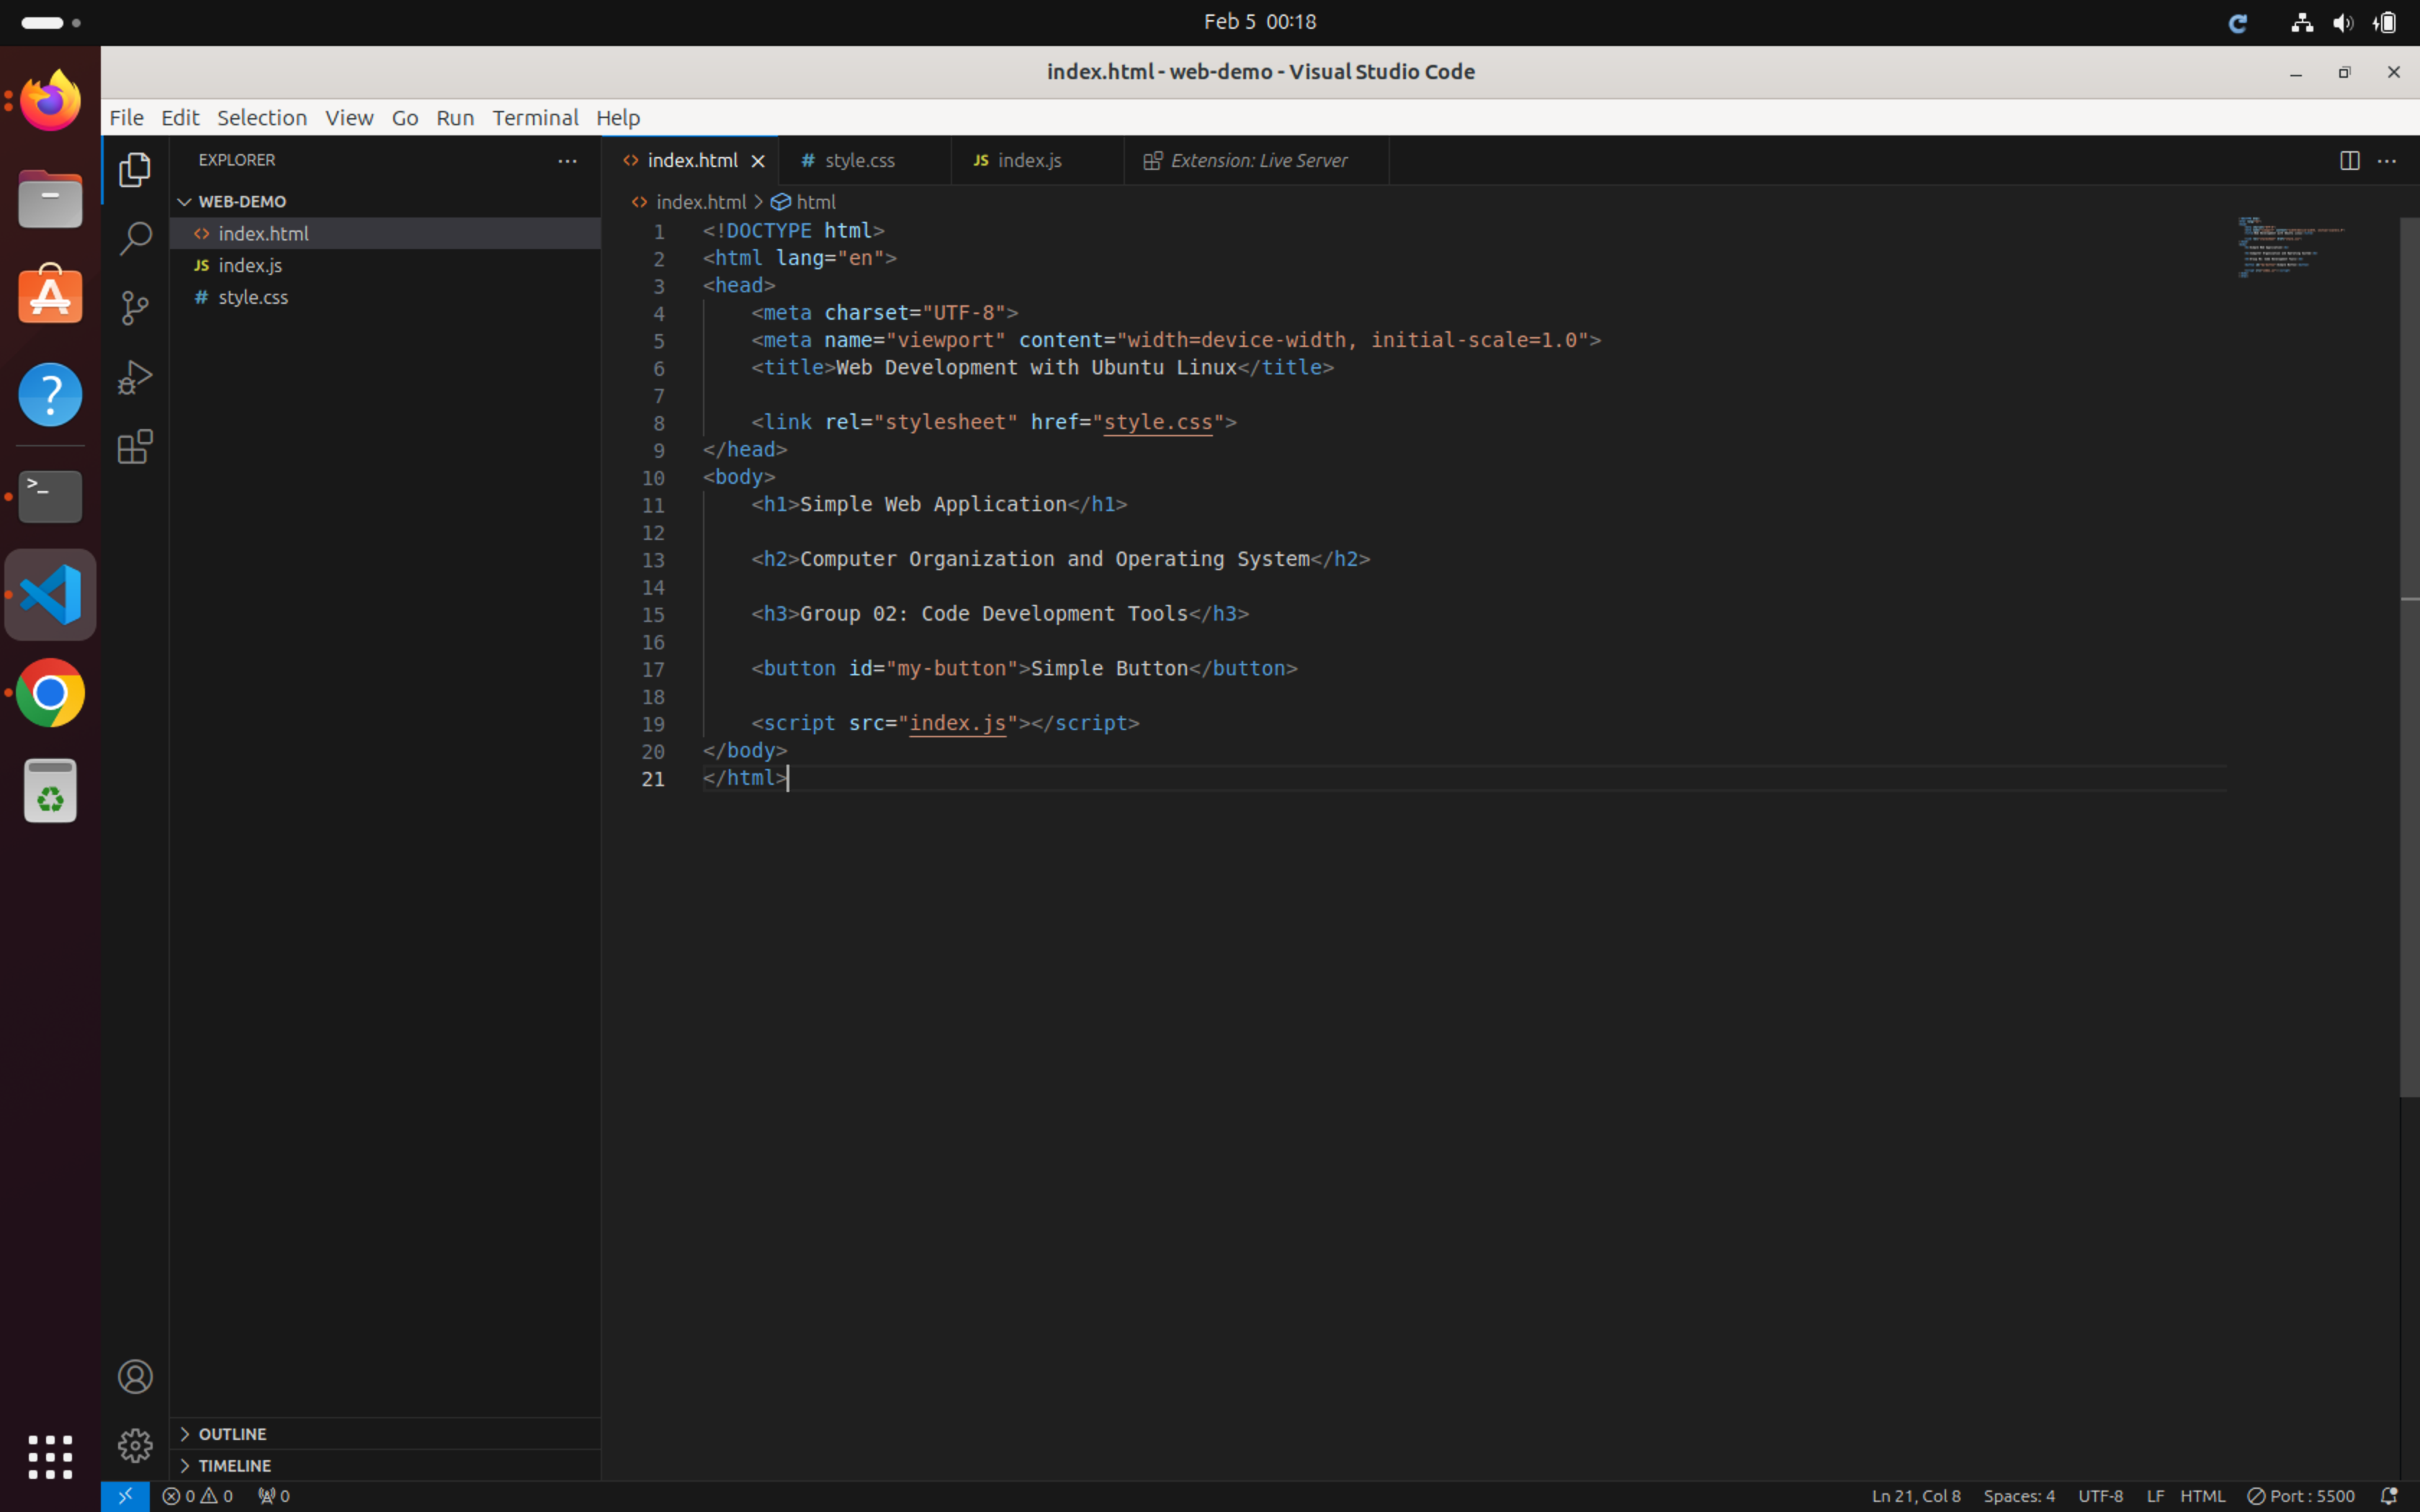 Feb 5 00:18
index.html - web-demo - Visual Studio Code
File Edit Selection View Go Run Terminal Help
EXPLORER
WEB-DEMO
<> index.html
JS index.js
# style.css
<> index.html
# style.css
JS index.js
Extension: Live Server
<> index.html > html
1 <!DOCTYPE html>
2 <html lang="en">
3 <head>
4 <meta charset="UTF-8">
5 <meta name="viewport" content="width=device-width, initial-scale=1.0">
6 <title>Web Development with Ubuntu Linux</title>
7
8 <link rel="stylesheet" href="style.css">
9 </head>
10 <body>
11 <h1>Simple Web Application</h1>
12
13 <h2>Computer Organization and Operating System</h2>
14
15 <h3>Group 02: Code Development Tools</h3>
16
17 <button id="my-button">Simple Button</button>
18
19 <script src="index.js"></script>
20 </body>
21 </html>
OUTLINE
TIMELINE
0 0 0
Ln 21, Col 8 Spaces: 4 UTF-8 LF HTML Port : 5500